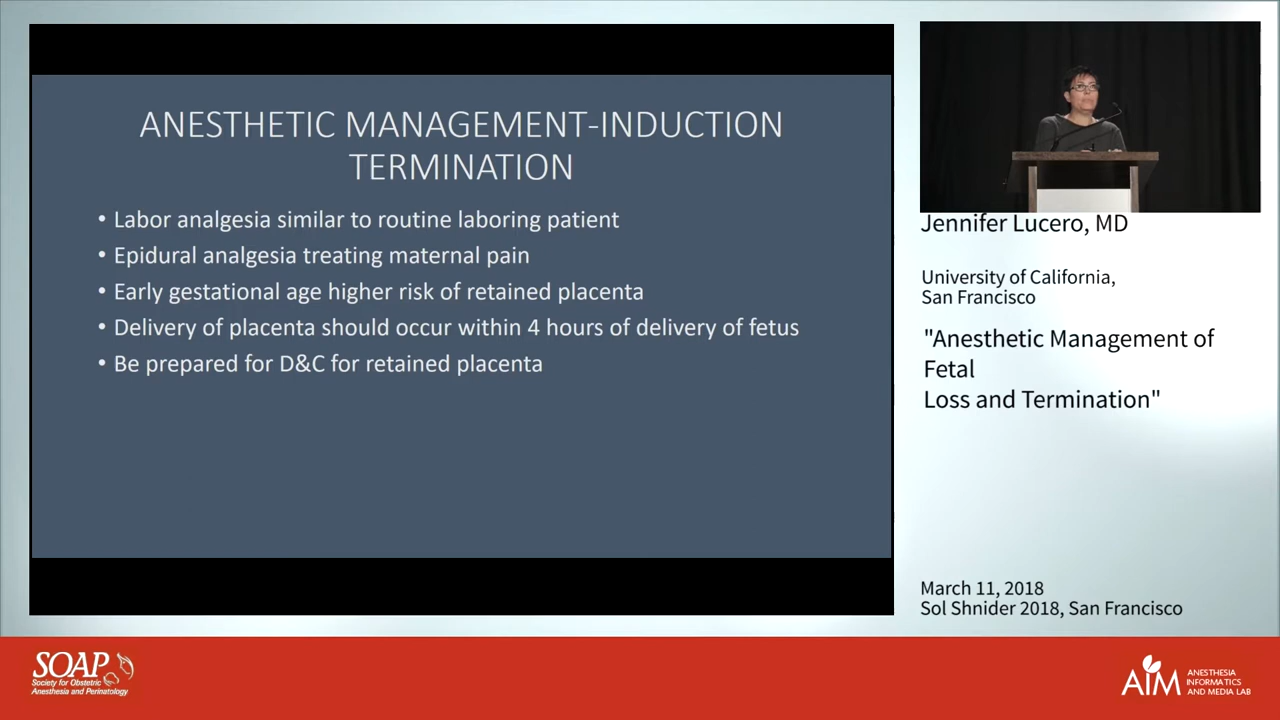 ANESTHETIC MANAGEMENT-INDUCTION
TERMINATION
• Labor analgesia similar to routine laboring patient
• Epidural analgesia treating maternal pain
• Early gestational age higher risk of retained placenta
• Delivery of placenta should occur within 4 hours of delivery of fetus
• Be prepared for D&C for retained placenta
Jennifer Lucero, MD
University of California,
San Francisco
"Anesthetic Management of
Fetal
Loss and Termination"
March 11, 2018
Sol Shnider 2018, San Francisco
SOAP
Society for Obstetric
Anesthesia and Perinatology
AIM
ANESTHESIA
INFORMATICS
AND MEDIA LAB